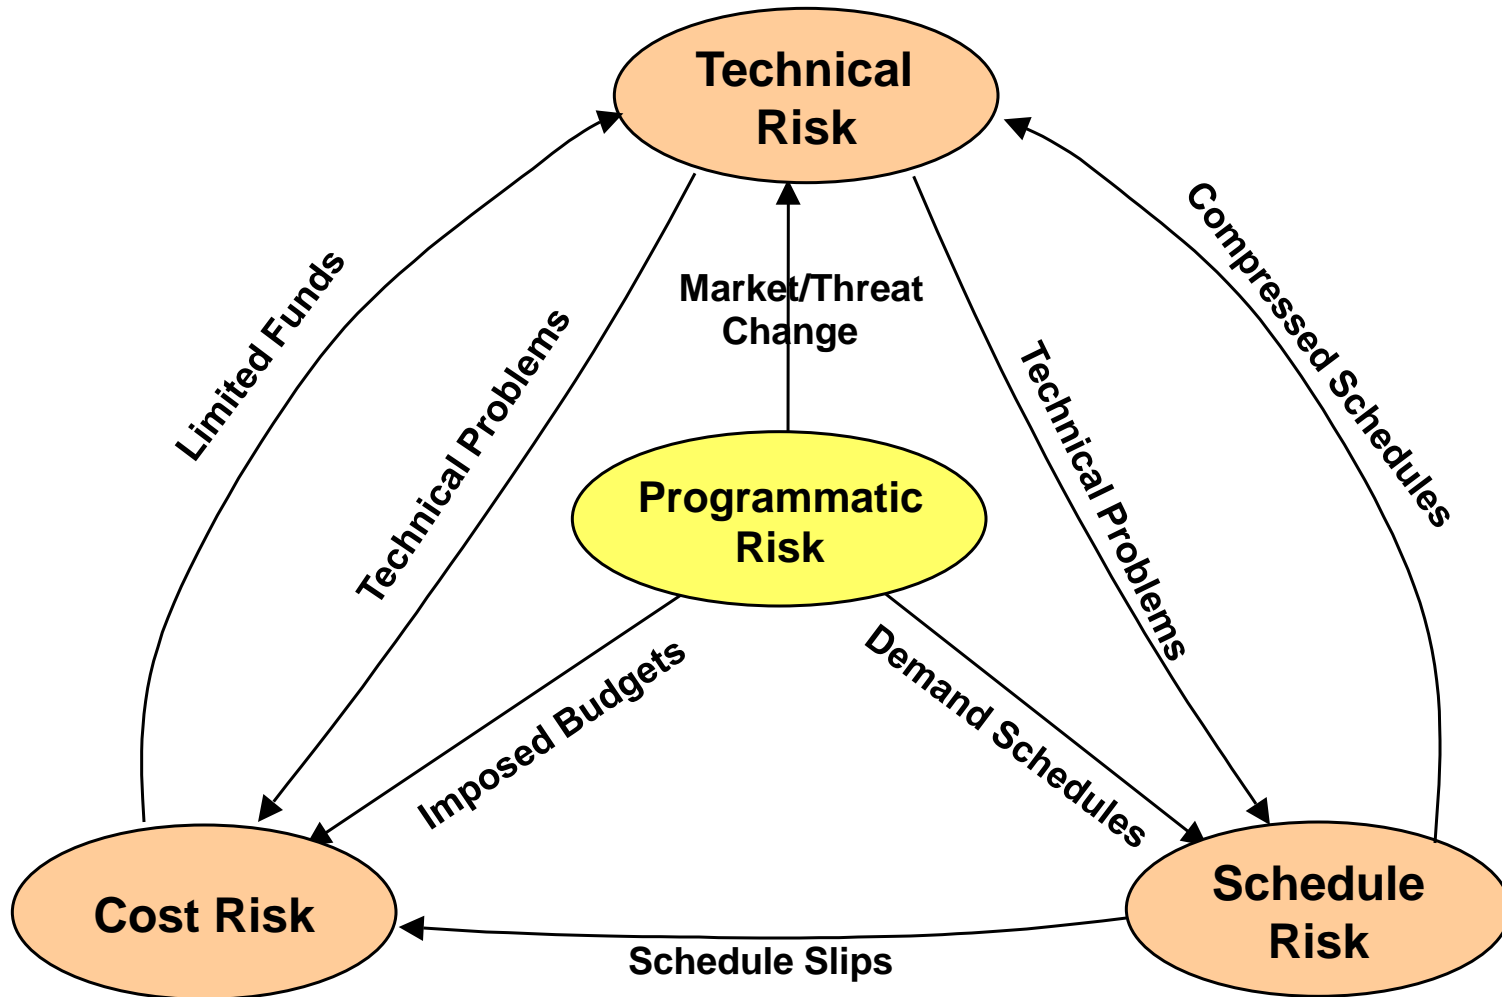 Technical
Risk
Compressed Schedules
Limited Funds
Market/Threat
Change
Technical Problems
Technical Problems
Programmatic
Risk
Imposed Budgets
Demand Schedules
Cost Risk
Schedule
Risk
Schedule Slips